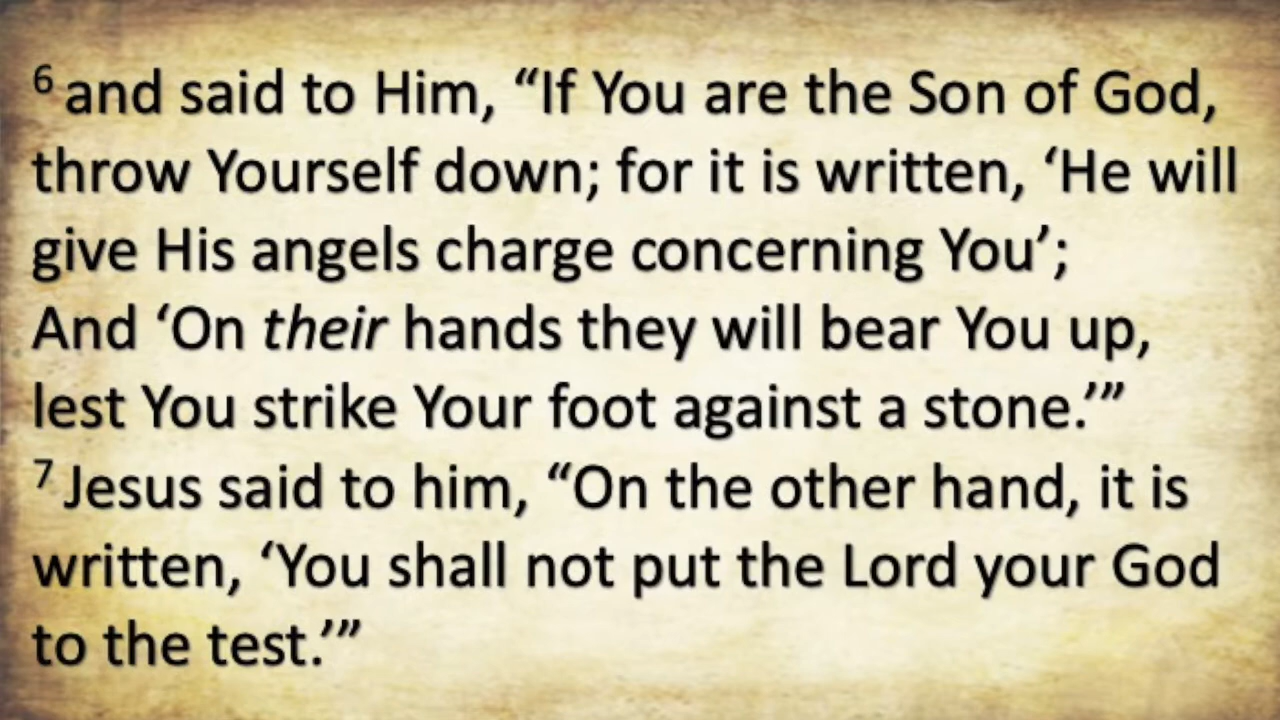 6 and said to Him, “If You are the Son of God,
throw Yourself down; for it is written, ‘He will
give His angels charge concerning You’;
And ‘On their hands they will bear You up,
lest You strike Your foot against a stone.’”
7 Jesus said to him, “On the other hand, it is
written, ‘You shall not put the Lord your God
to the test.’”